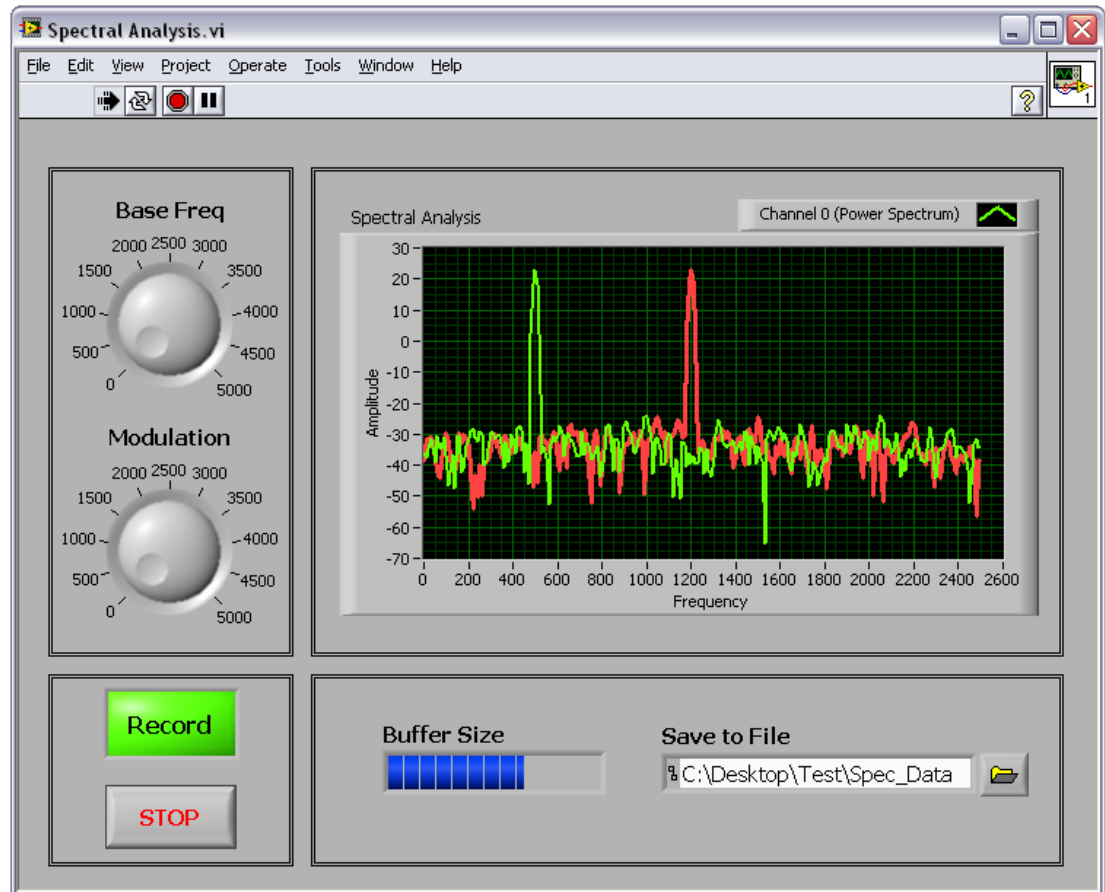 Spectral Analysis.vi
File Edit View Project Operate Tools Window Help
1
Base Freq
2000 2500 3000
1500 3500
1000 4000
500 4500
0 5000
Modulation
2000 2500 3000
1500 3500
1000 4000
500 4500
0 5000
Record
STOP
Spectral Analysis
Channel 0 (Power Spectrum)
30
20
10
0
-10
-20
-30
-40
-50
-60
-70
Amplitude
0 200 400 600 800 1000 1200 1400 1600 1800 2000 2200 2400 2600
Frequency
Buffer Size
Save to File
C:\Desktop\Test\Spec_Data